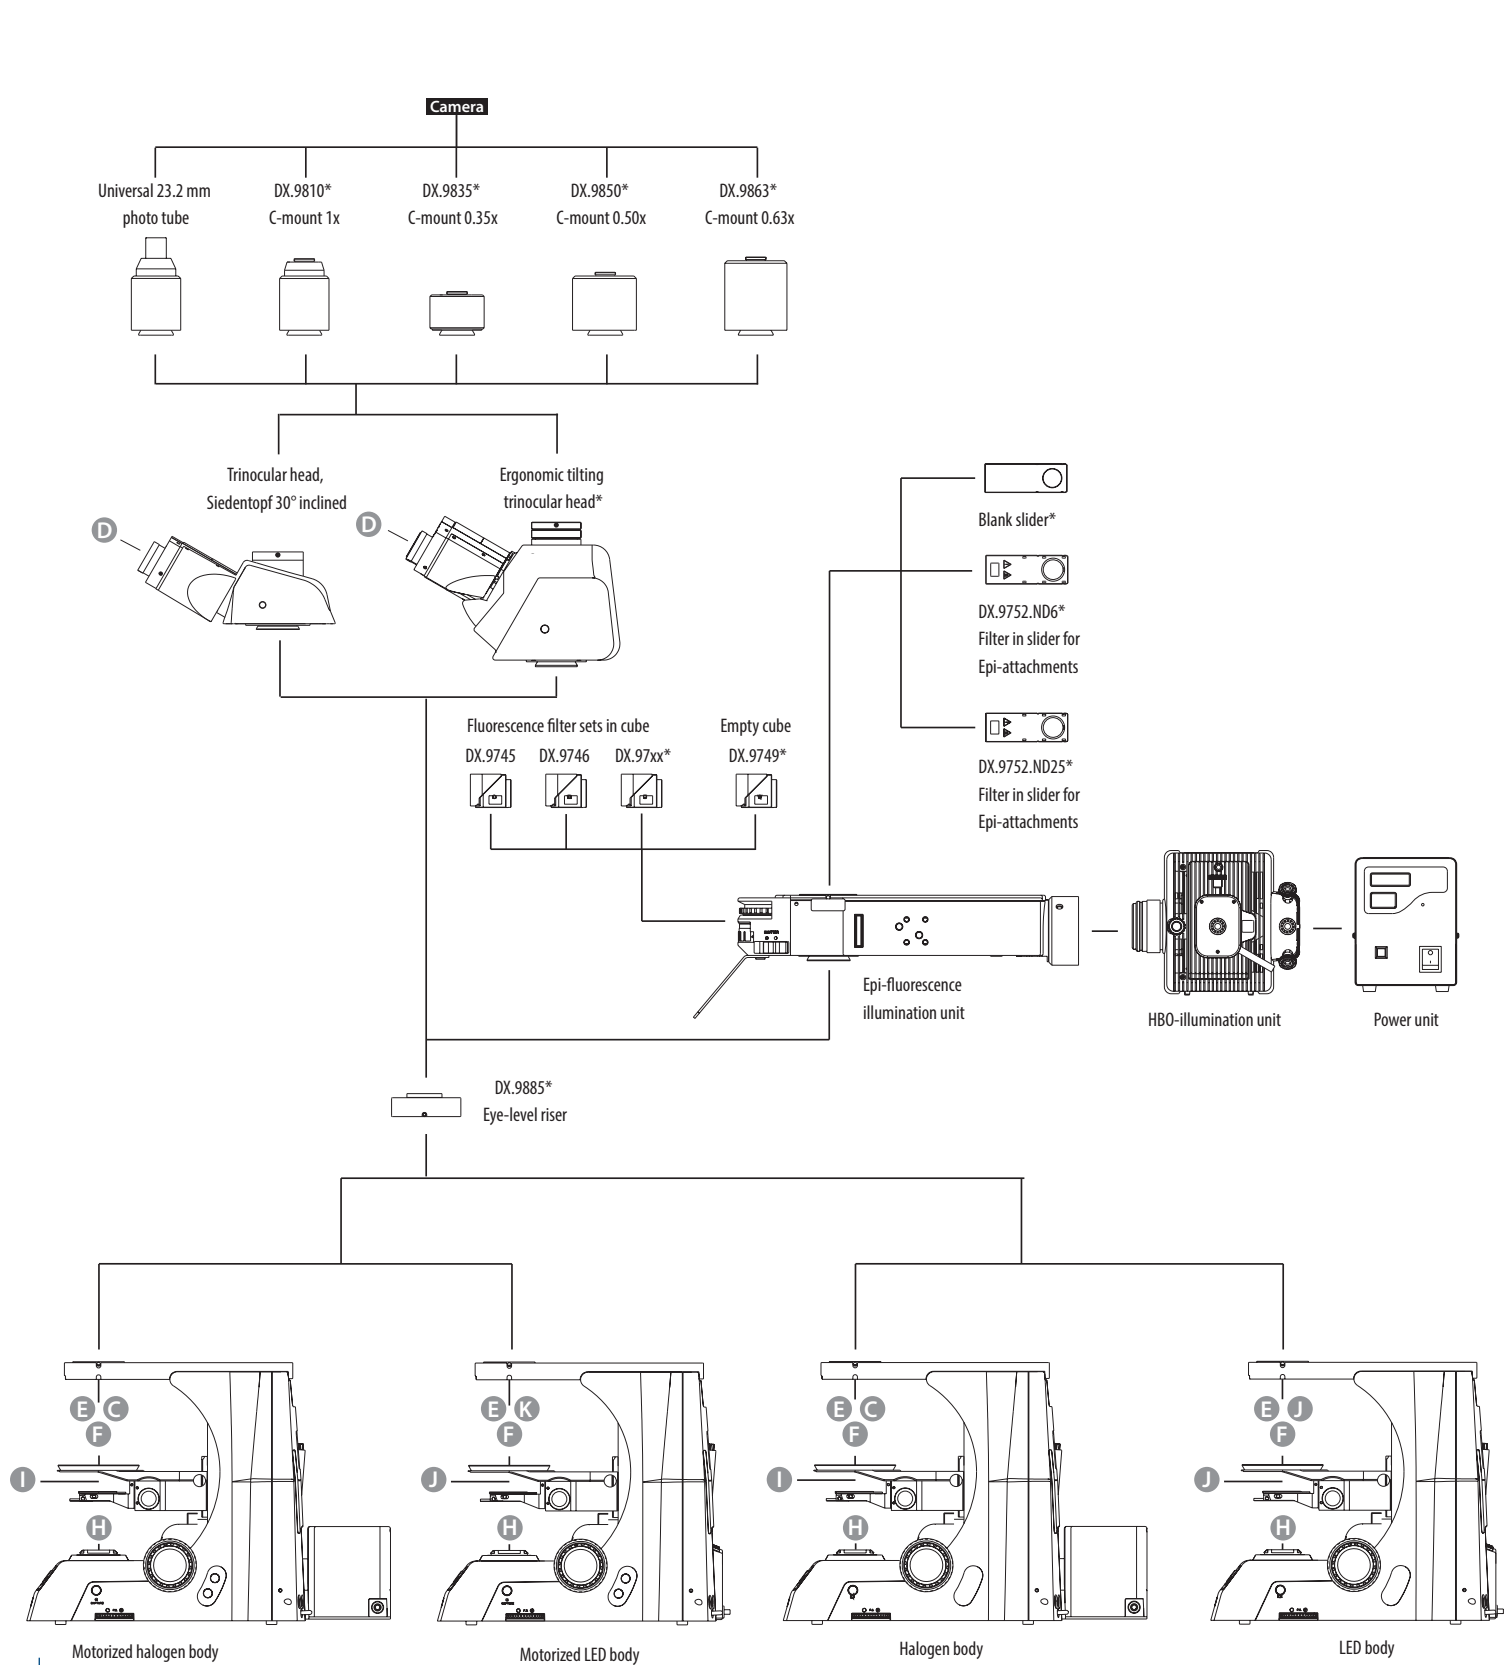 Camera
Universal 23.2 mm
photo tube
DX.9810*
C-mount 1x
DX.9835*
C-mount 0.35x
DX.9850*
C-mount 0.50x
DX.9863*
C-mount 0.63x
Trinocular head,
Siedentopf 30° inclined
D
Ergonomic tilting
trinocular head*
D
Blank slider*
DX.9752.ND6*
Filter in slider for
Epi-attachments
DX.9752.ND25*
Filter in slider for
Epi-attachments
Fluorescence filter sets in cube
DX.9745 DX.9746 DX.97xx*
Empty cube
DX.9749*
Epi-fluorescence
illumination unit
HBO-illumination unit
Power unit
DX.9885*
Eye-level riser
E C
F
I
H
Motorized halogen body
E K
F
J
H
Motorized LED body
E C
F
I
H
Halogen body
E J
F
J
H
LED body